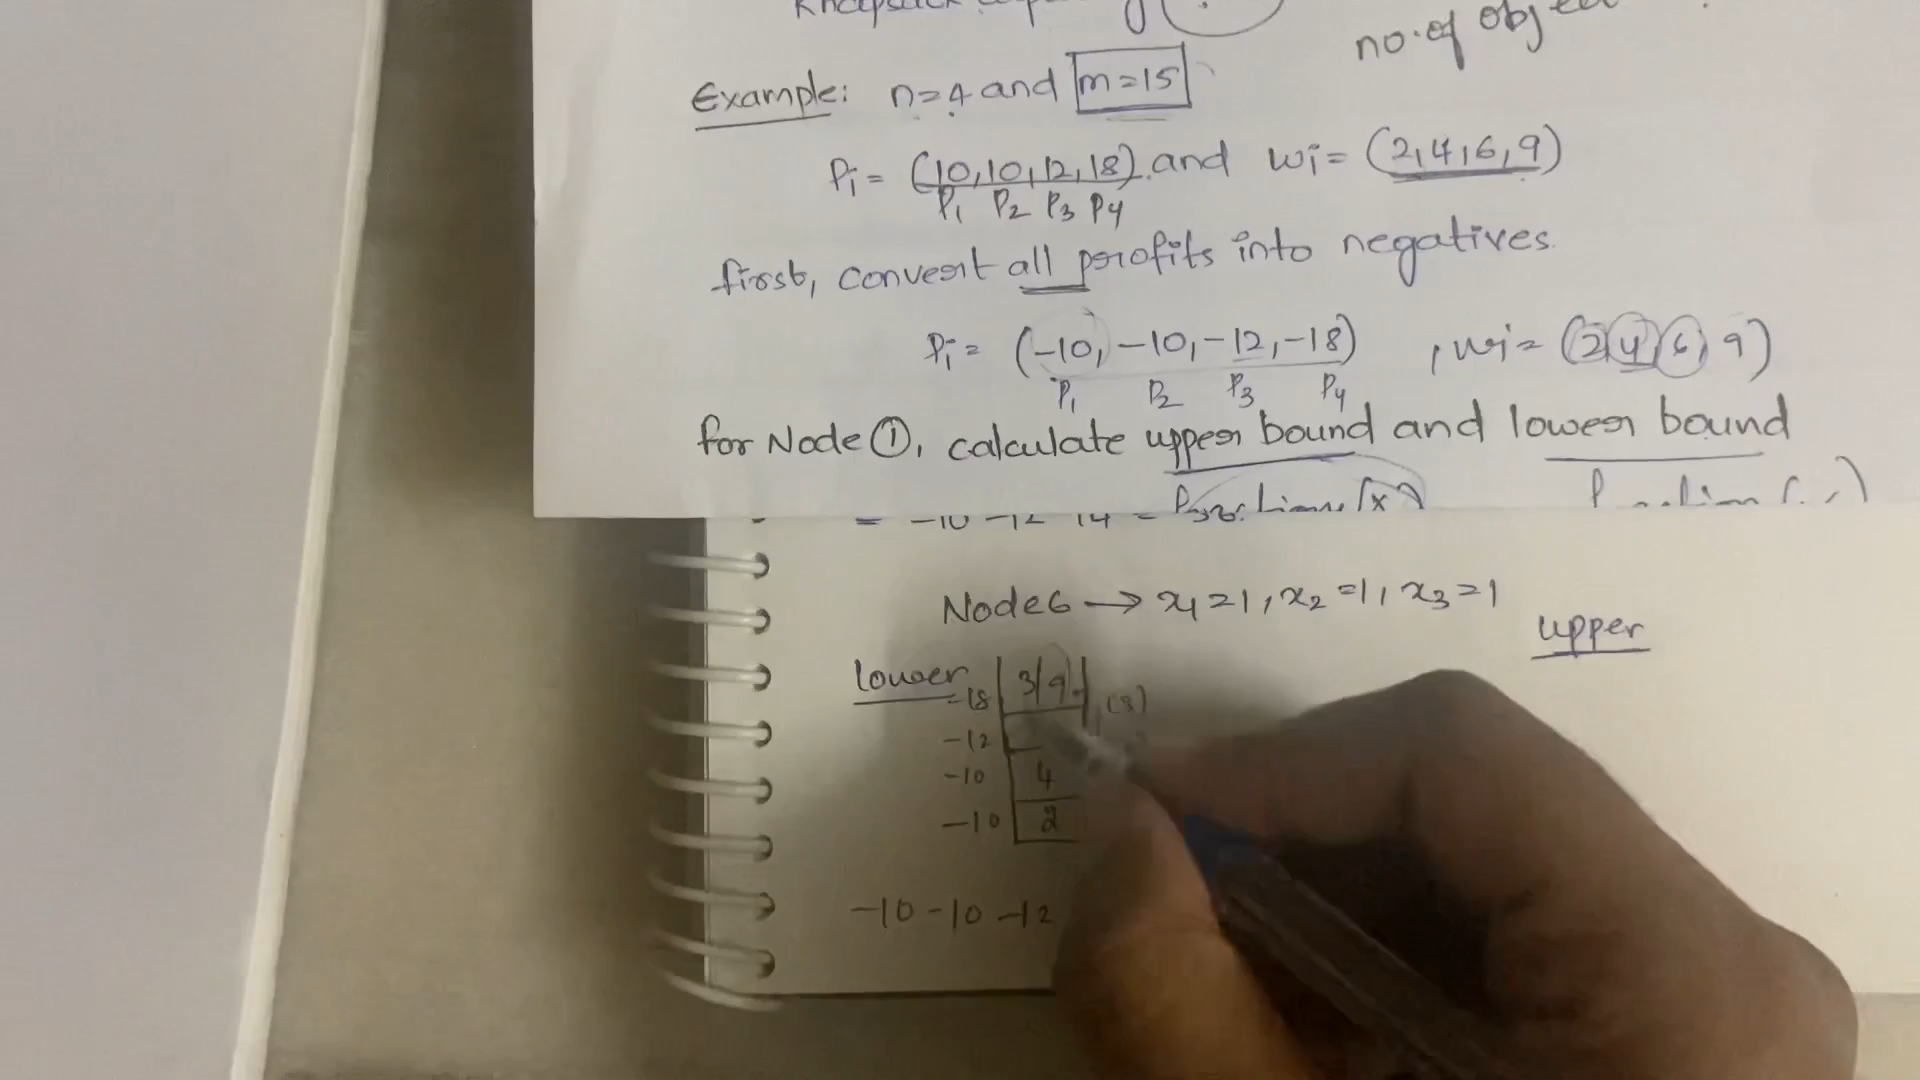 Knapsack
no. of object
Example: n=4 and m=15
Pi = (10,10,12,18) and wi = (2,4,6,9)
P1 P2 P3 P4
first, convert all profits into negatives.
Pi = (-10, -10, -12, -18) , wi = (2,4,6,9)
P1 P2 P3 P4
for Node ①, calculate upper bound and lower bound
Node6 → x1=1, x2=1, x3=1
upper
lower
-18 3/9 (3)
-12
-10 4
-10 2
-10 -10 -12